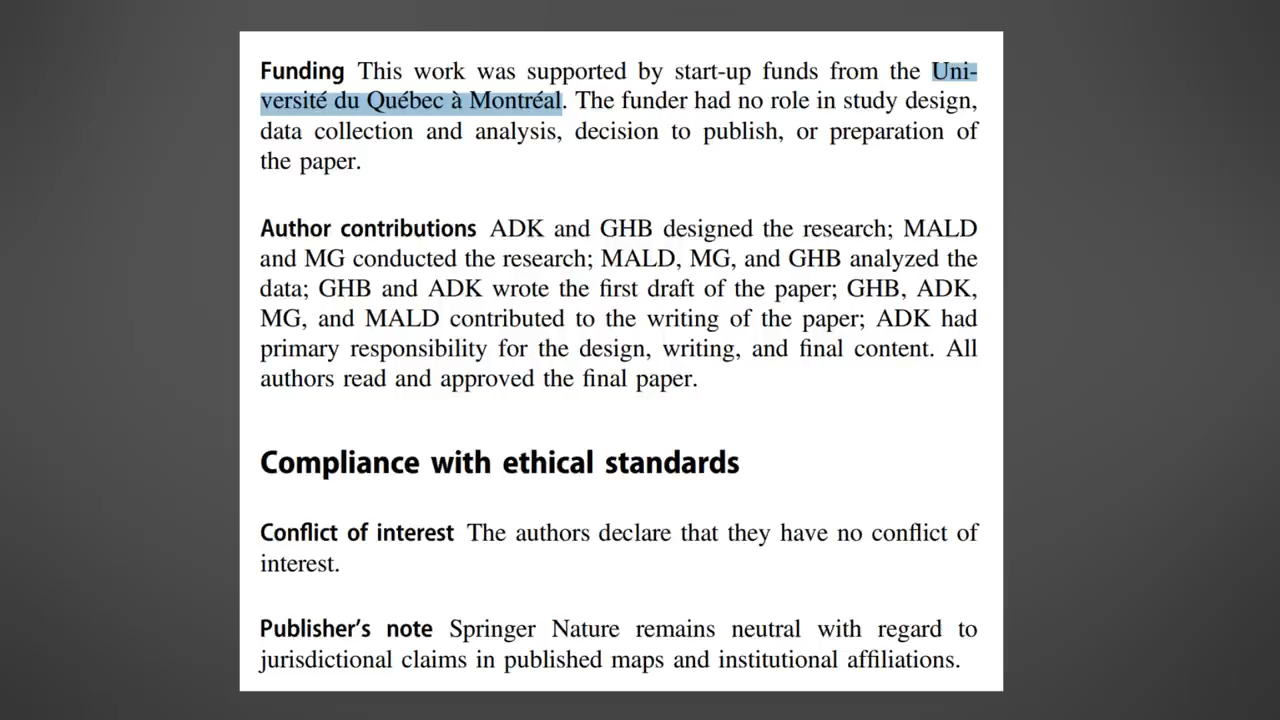 Funding This work was supported by start-up funds from the Uni-
versité du Québec à Montréal. The funder had no role in study design,
data collection and analysis, decision to publish, or preparation of
the paper.
Author contributions ADK and GHB designed the research; MALD
and MG conducted the research; MALD, MG, and GHB analyzed the
data; GHB and ADK wrote the first draft of the paper; GHB, ADK,
MG, and MALD contributed to the writing of the paper; ADK had
primary responsibility for the design, writing, and final content. All
authors read and approved the final paper.
Compliance with ethical standards
Conflict of interest The authors declare that they have no conflict of
interest.
Publisher’s note Springer Nature remains neutral with regard to
jurisdictional claims in published maps and institutional affiliations.